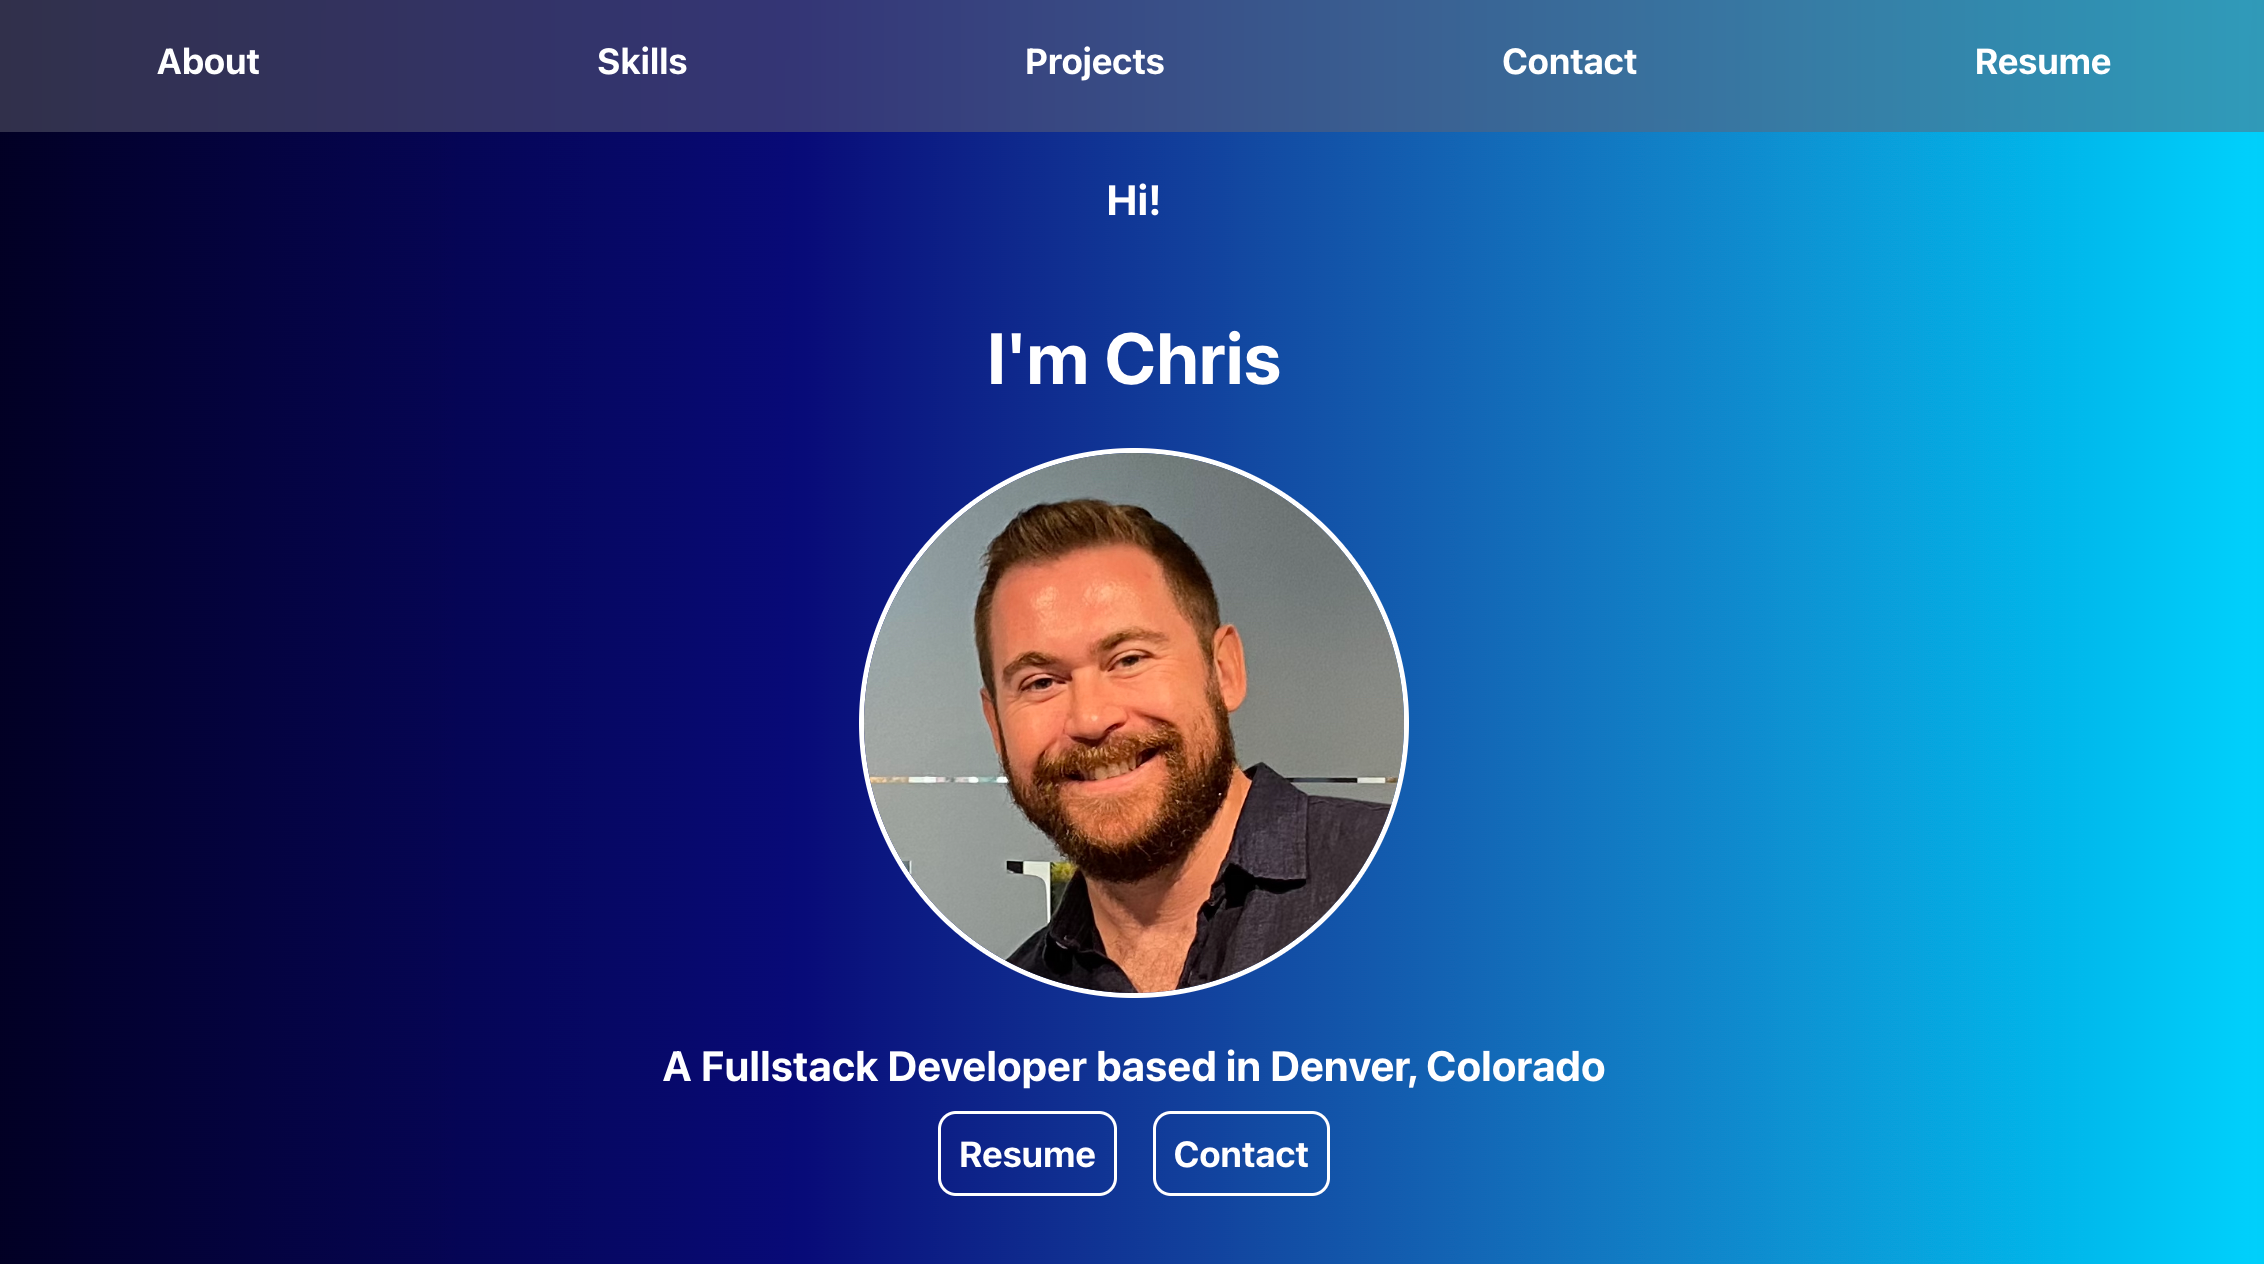 About Skills Projects Contact Resume
Hi!
I'm Chris
A Fullstack Developer based in Denver, Colorado
Resume Contact